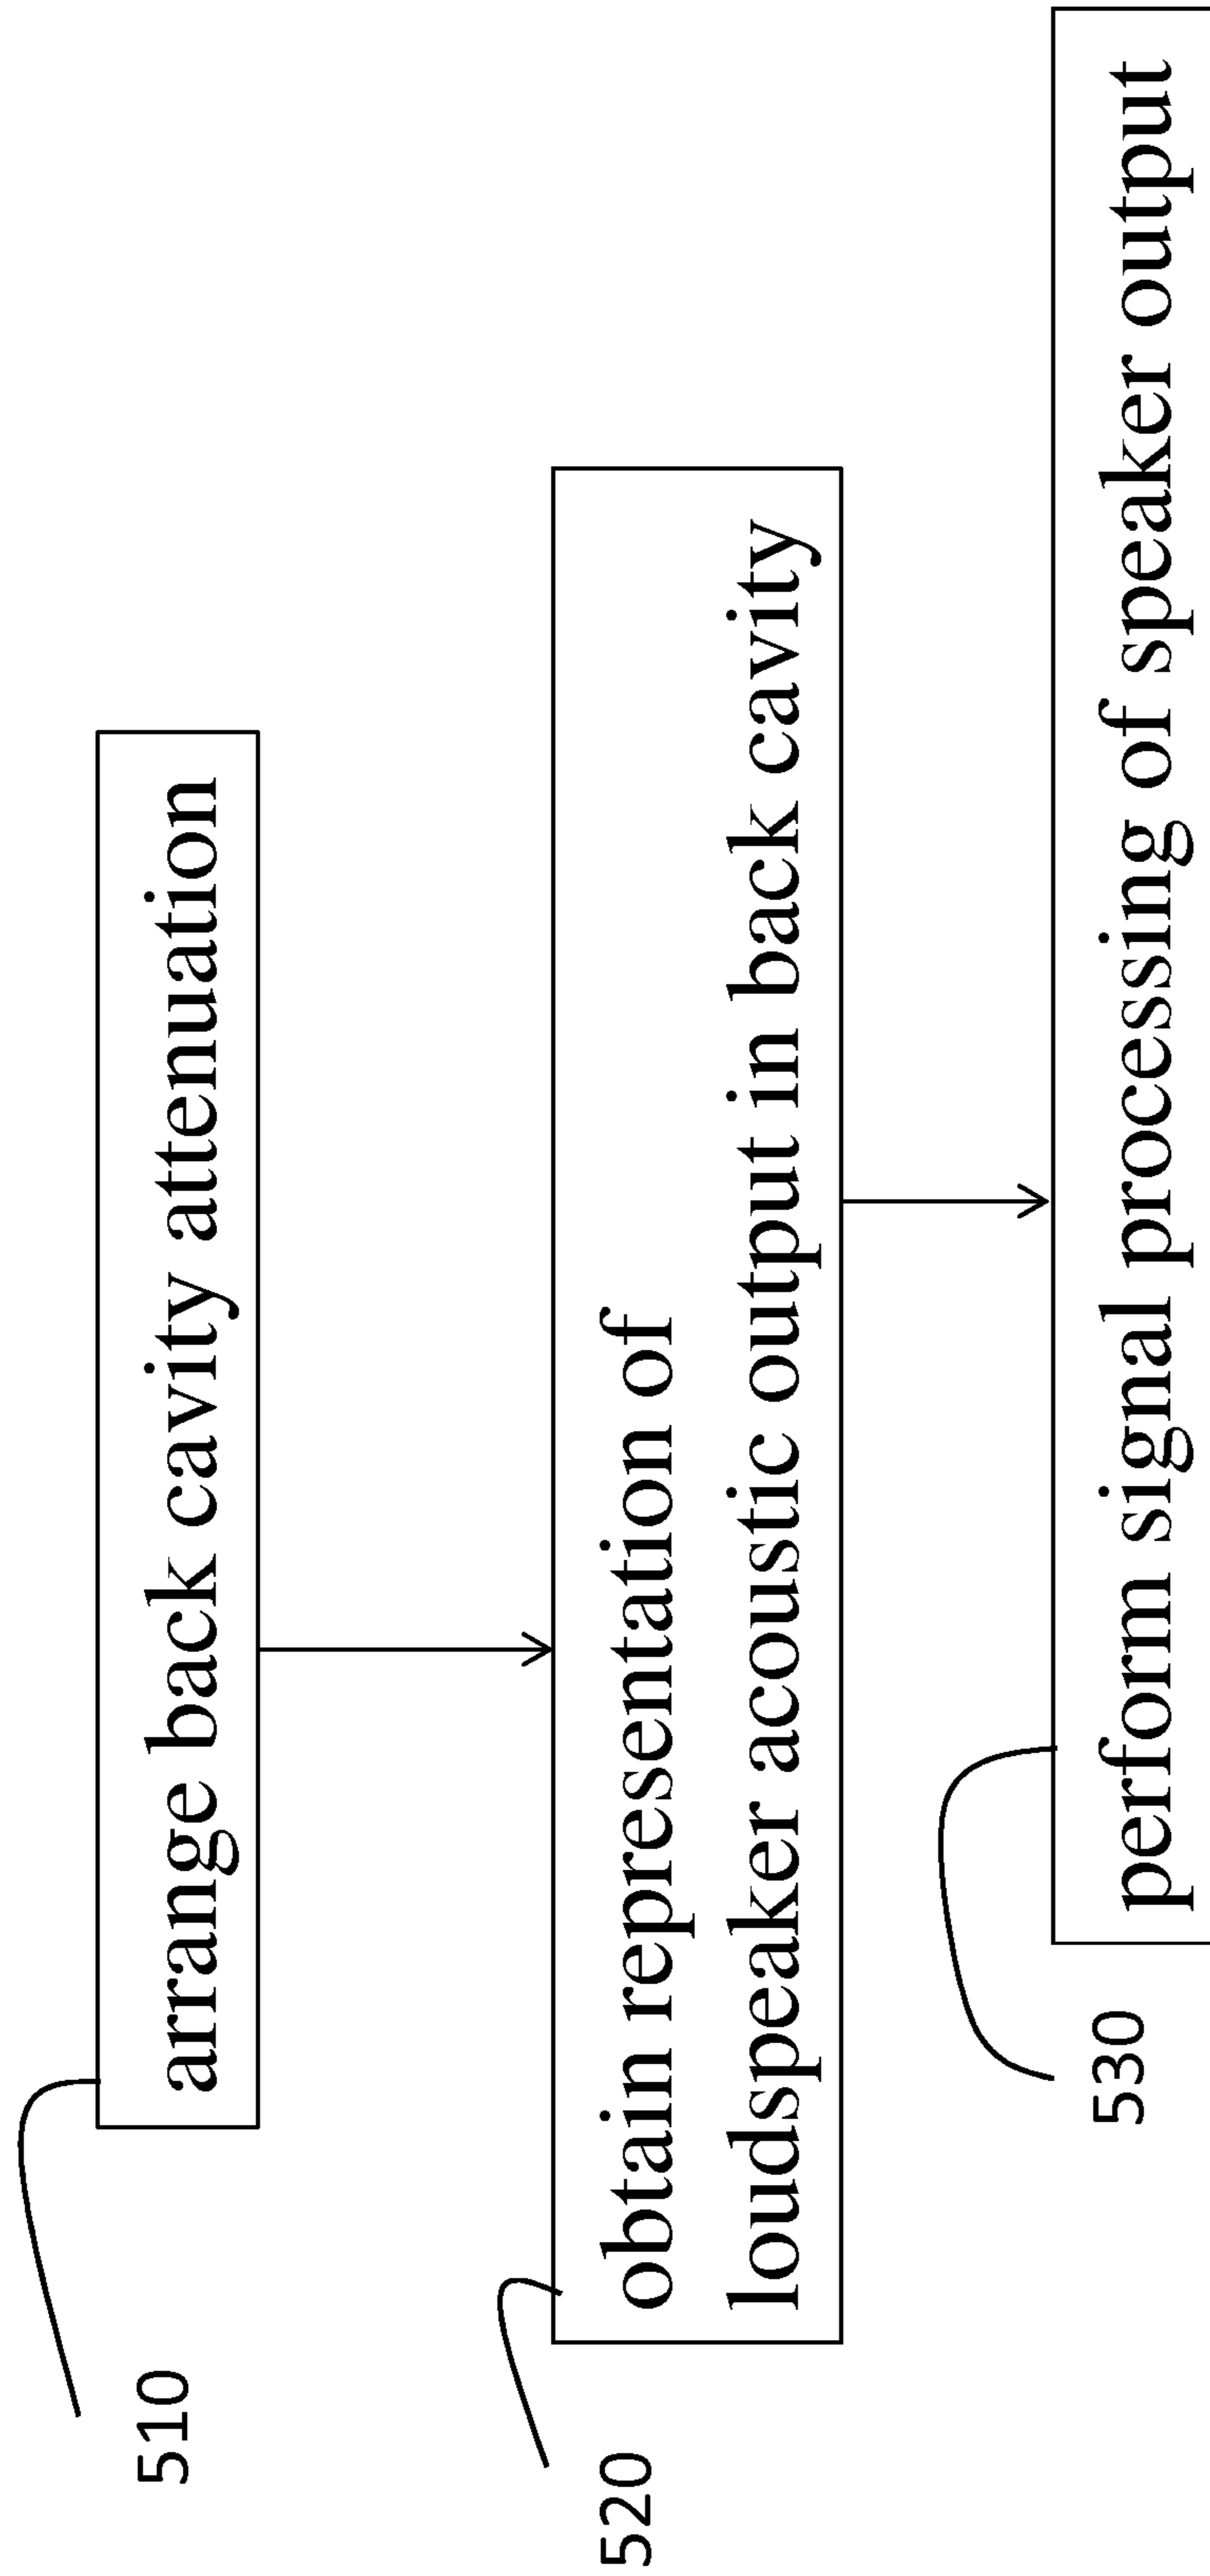 510
arrange back cavity attenuation
520
obtain representation of
loudspeaker acoustic output in back cavity
530
perform signal processing of speaker output